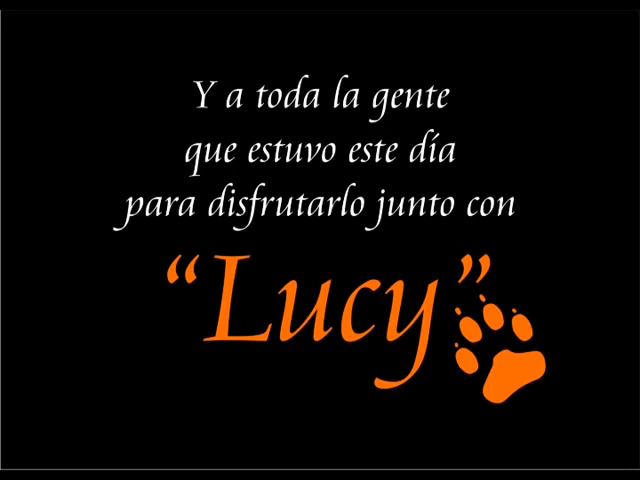 Y a toda la gente
que estuvo este día
para disfrutarlo junto con
“Lucy”